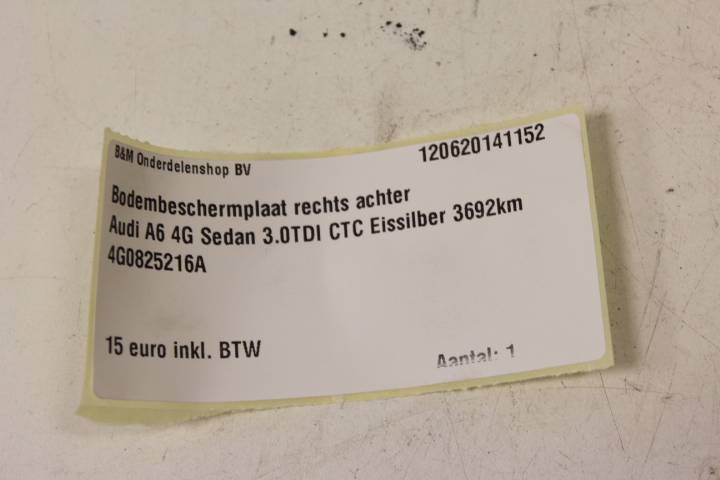 B&M Onderdelenshop BV
120620141152
Bodembeschermplaat rechts achter
Audi A6 4G Sedan 3.0TDI CTC Eissilber 3692km
4G0825216A
15 euro inkl. BTW
Aantal: 1